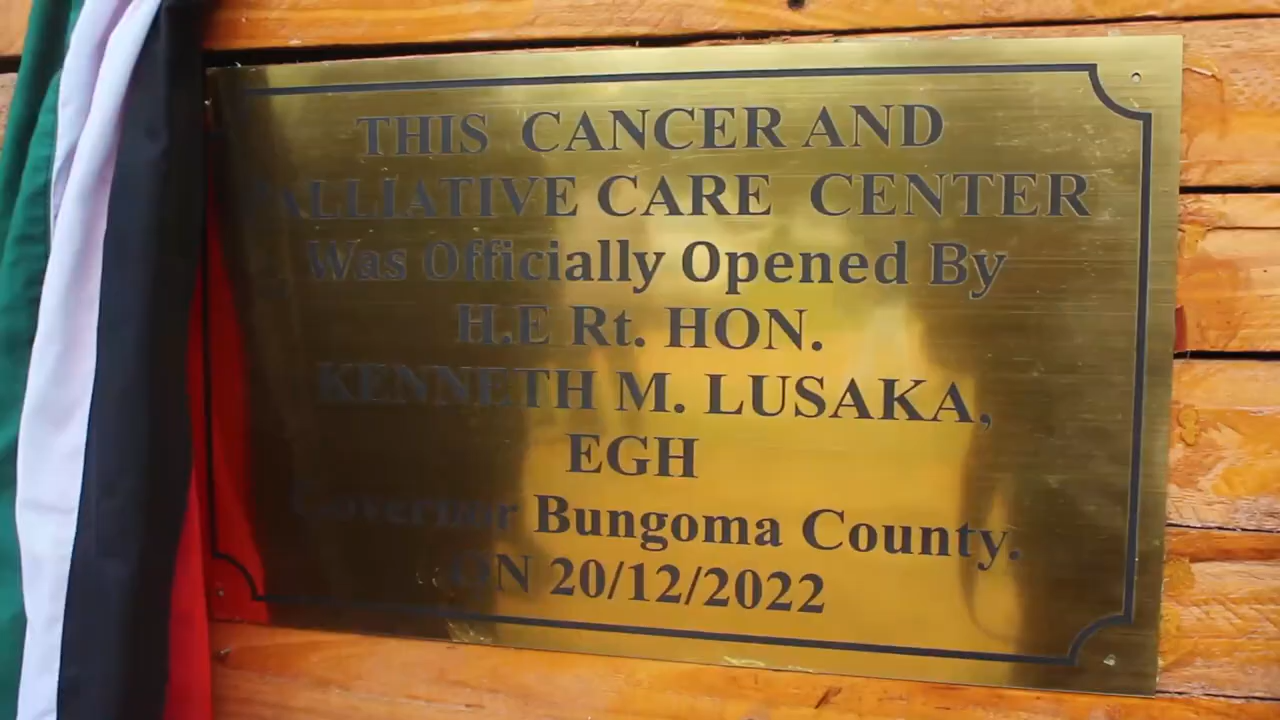 THIS CANCER AND
PALLIATIVE CARE CENTER
Was Officially Opened By
H.E Rt. HON.
KENNETH M. LUSAKA,
EGH
Governor Bungoma County.
ON 20/12/2022